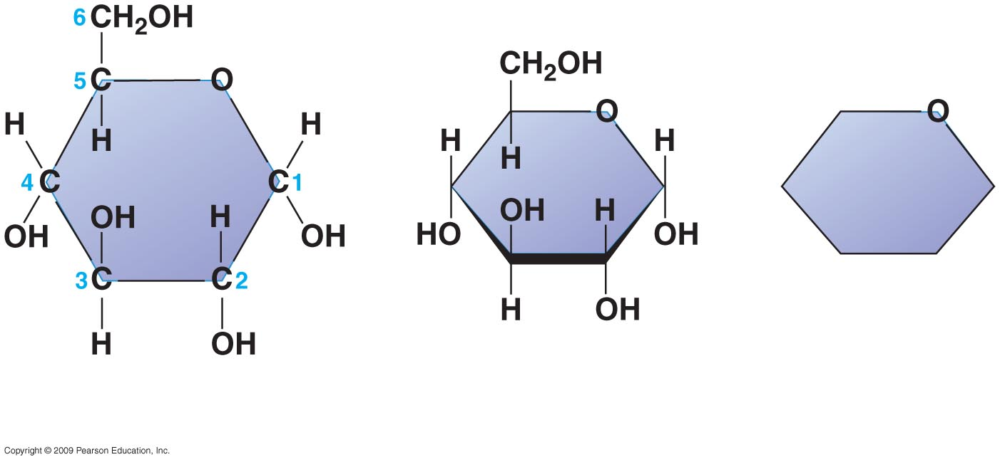 6 CH₂OH
5 C O
H H H
4 C C 1
OH OH H OH
3 C C 2
H OH
CH₂OH
O
H H H
OH H
HO OH
H OH
O
Copyright © 2009 Pearson Education, Inc.